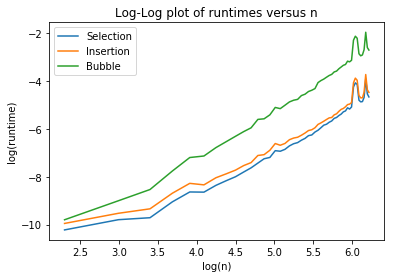 Log-Log plot of runtimes versus n
Selection
Insertion
Bubble
log(runtime)
−2
−4
−6
−8
−10
2.5 3.0 3.5 4.0 4.5 5.0 5.5 6.0
log(n)